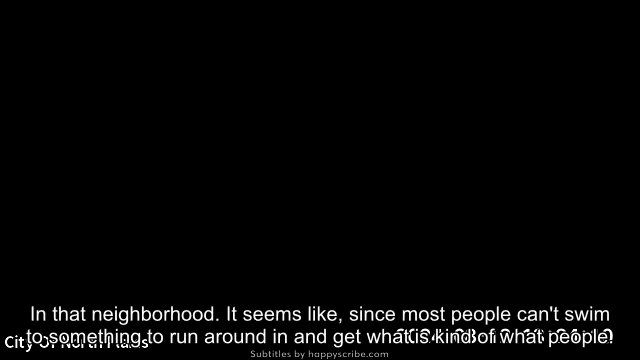 In that neighborhood. It seems like, since most people can't swim
to something to run around in and get what is kind of what people.
City Of North
Subtitles by happyscribe.com